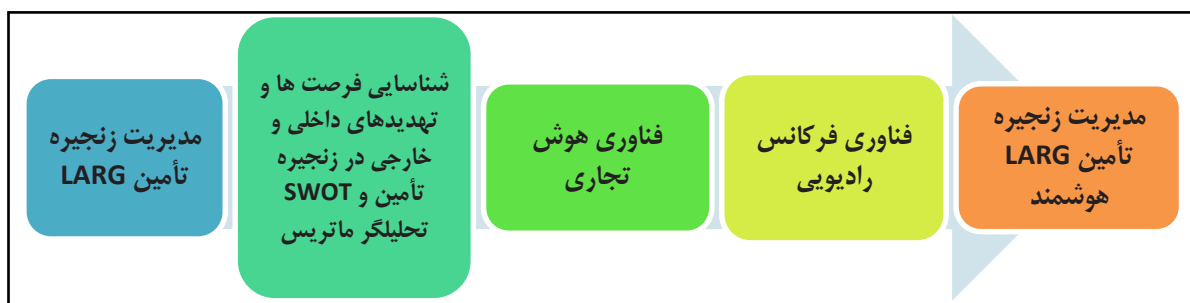 مدیریت زنجیره
تأمین LARG
شناسایی فرصت ها و
تهدیدهای داخلی و
خارجی در زنجیره
تأمین و SWOT
تحلیلگر ماتریس
فناوری هوش
تجاری
فناوری فرکانس
رادیویی
مدیریت زنجیره
تأمین LARG
هوشمند